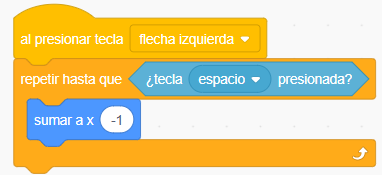 al presionar tecla flecha izquierda
repetir hasta que ¿tecla espacio presionada?
sumar a x -1